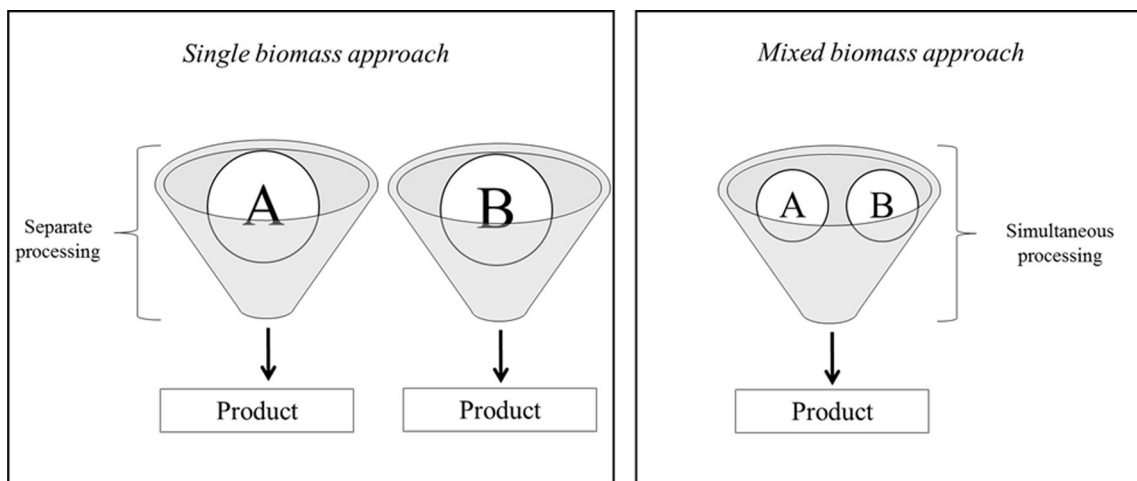 Single biomass approach
Separate
processing
A
B
Product
Product
Mixed biomass approach
A
B
Simultaneous
processing
Product